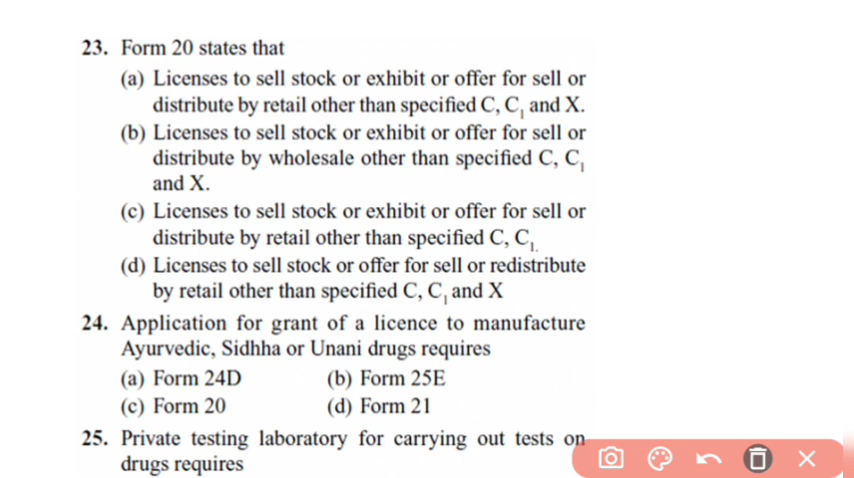 23. Form 20 states that
(a) Licenses to sell stock or exhibit or offer for sell or
distribute by retail other than specified C, C₁ and X.
(b) Licenses to sell stock or exhibit or offer for sell or
distribute by wholesale other than specified C, C₁
and X.
(c) Licenses to sell stock or exhibit or offer for sell or
distribute by retail other than specified C, C₁.
(d) Licenses to sell stock or offer for sell or redistribute
by retail other than specified C, C₁ and X
24. Application for grant of a licence to manufacture
Ayurvedic, Sidhha or Unani drugs requires
(a) Form 24D (b) Form 25E
(c) Form 20 (d) Form 21
25. Private testing laboratory for carrying out tests on
drugs requires